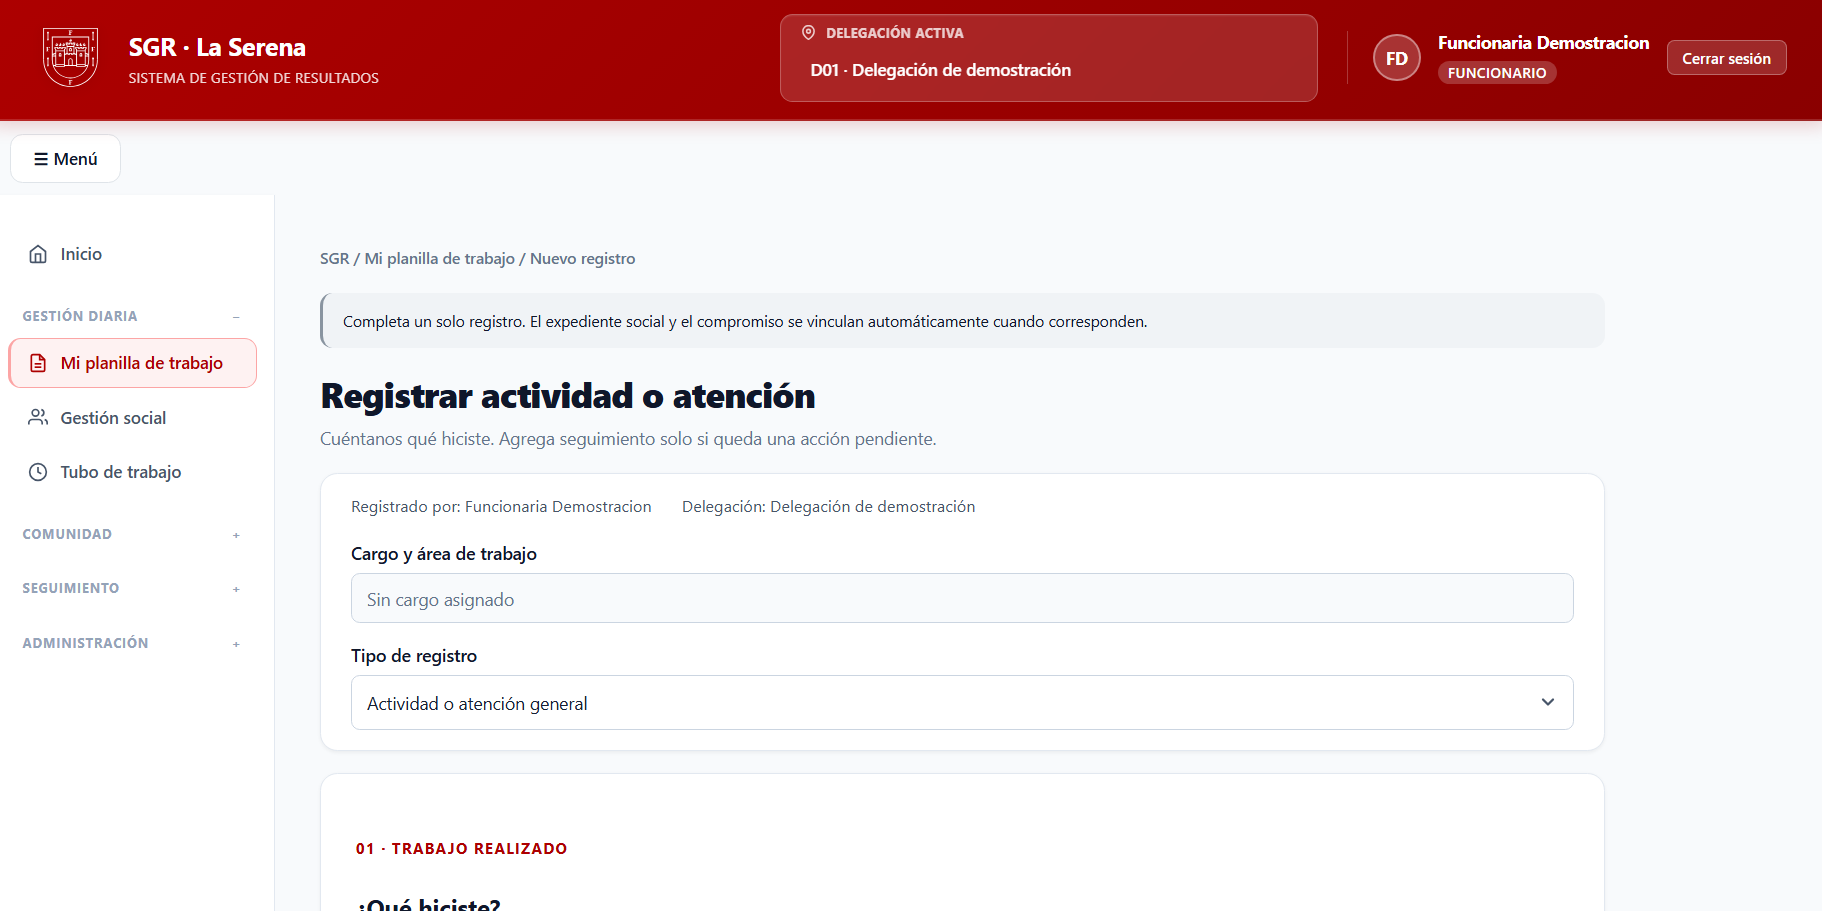 SGR · La Serena
SISTEMA DE GESTIÓN DE RESULTADOS
DELEGACIÓN ACTIVA
D01 · Delegación de demostración
FD
Funcionaria Demostracion
FUNCIONARIO
Cerrar sesión
☰ Menú
Inicio
GESTIÓN DIARIA −
Mi planilla de trabajo
Gestión social
Tubo de trabajo
COMUNIDAD +
SEGUIMIENTO +
ADMINISTRACIÓN +
SGR / Mi planilla de trabajo / Nuevo registro
Completa un solo registro. El expediente social y el compromiso se vinculan automáticamente cuando corresponden.
Registrar actividad o atención
Cuéntanos qué hiciste. Agrega seguimiento solo si queda una acción pendiente.
Registrado por: Funcionaria Demostracion Delegación: Delegación de demostración
Cargo y área de trabajo
Sin cargo asignado
Tipo de registro
Actividad o atención general
01 · TRABAJO REALIZADO
¿Qué hiciste?